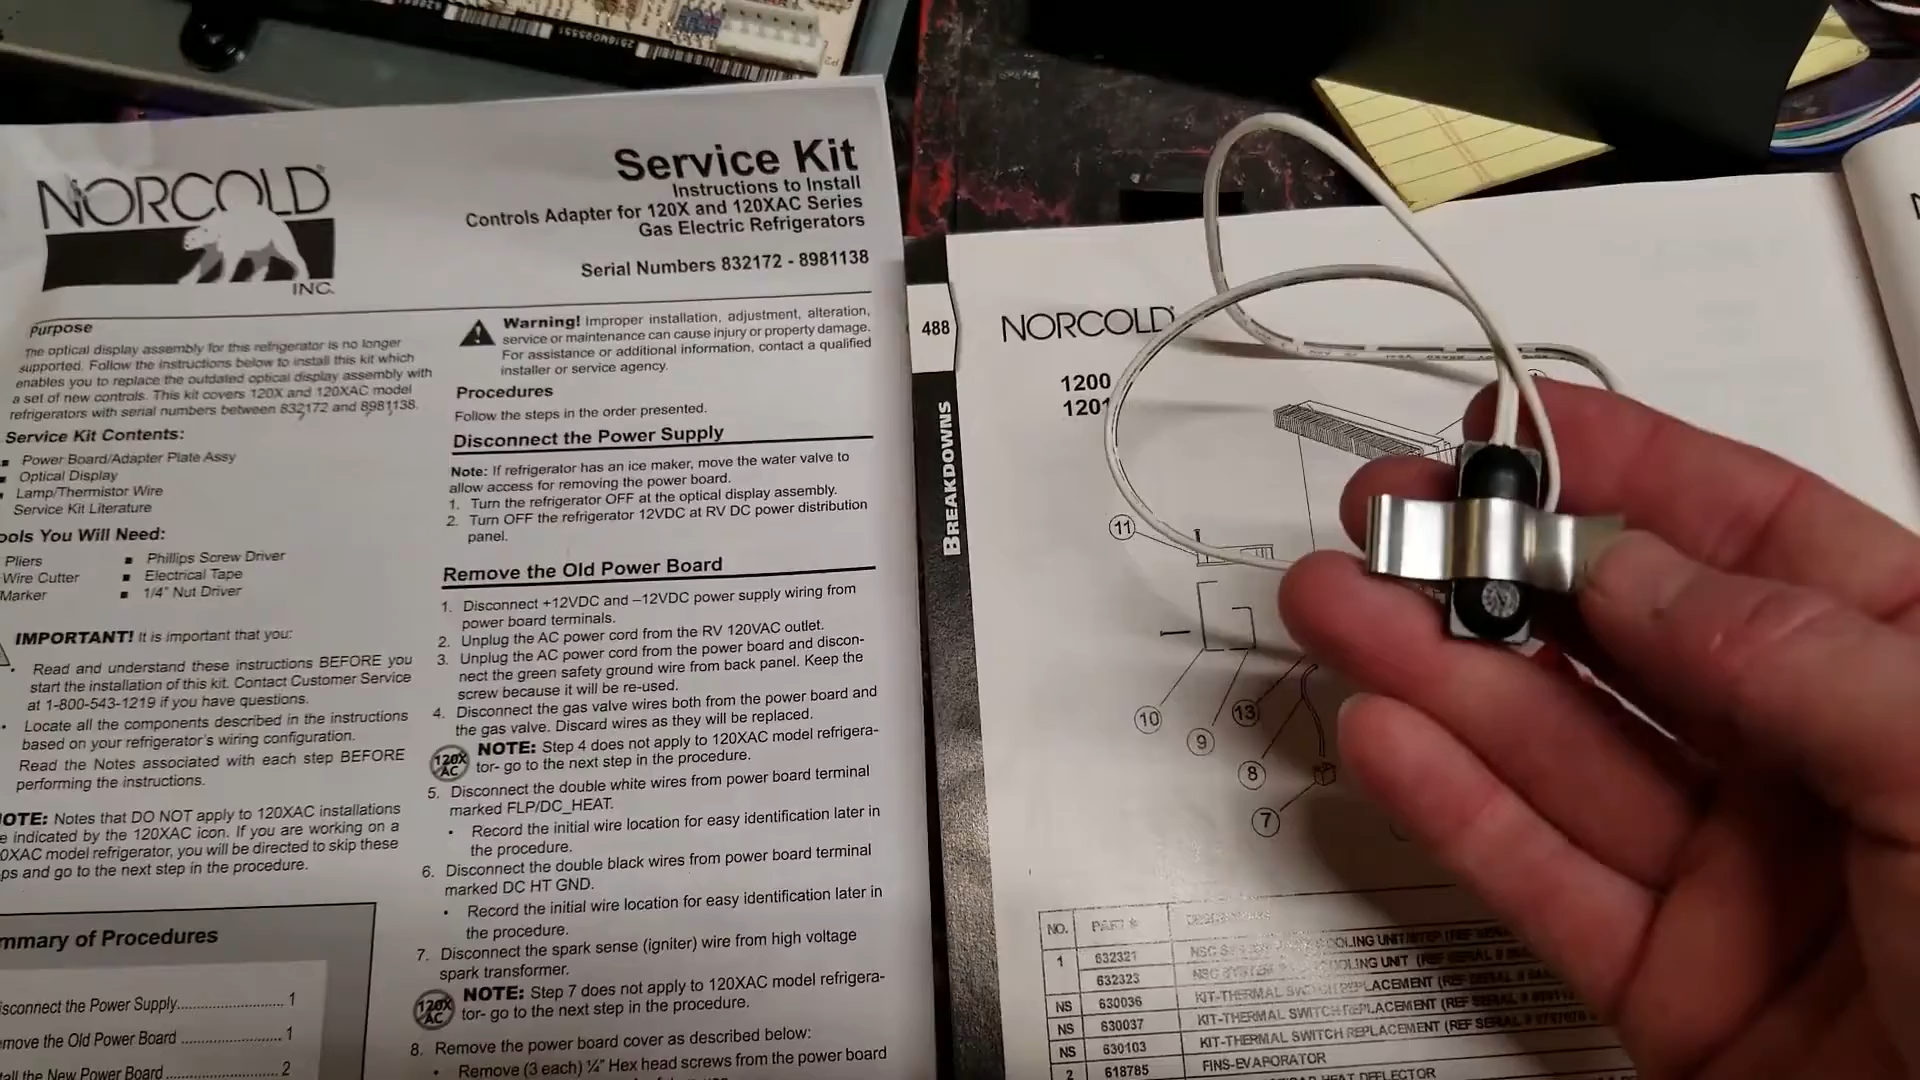 P2
NORCOLD
INC.
Service Kit
Instructions to Install
Controls Adapter for 120X and 120XAC Series
Gas Electric Refrigerators
Serial Numbers 832172 - 8981138
Purpose
The optical display assembly for this refrigerator is no longer
supported. Follow the instructions below to install this kit which
enables you to replace the outdated optical display assembly with
a set of new controls. This kit covers 120X and 120XAC model
refrigerators with serial numbers between 832172 and 8981138.
Service Kit Contents:
Power Board/Adapter Plate Assy
Optical Display
Lamp/Thermistor Wire
Service Kit Literature
ools You Will Need:
Pliers
Wire Cutter
Marker
■ Phillips Screw Driver
■ Electrical Tape
■ 1/4" Nut Driver
IMPORTANT! It is important that you:
Read and understand these instructions BEFORE you
start the installation of this kit. Contact Customer Service
at 1-800-543-1219 if you have questions.
Locate all the components described in the instructions
based on your refrigerator's wiring configuration.
Read the Notes associated with each step BEFORE
performing the instructions.
OTE: Notes that DO NOT apply to 120XAC installations
e indicated by the 120XAC icon. If you are working on a
0XAC model refrigerator, you will be directed to skip these
ps and go to the next step in the procedure.
mmary of Procedures
isconnect the Power Supply............................ 1
move the Old Power Board ............................ 1
tall the New Power Board ............................ 2
Warning! Improper installation, adjustment, alteration,
service or maintenance can cause injury or property damage.
For assistance or additional information, contact a qualified
installer or service agency.
Procedures
Follow the steps in the order presented.
Disconnect the Power Supply
Note: If refrigerator has an ice maker, move the water valve to
allow access for removing the power board.
1. Turn the refrigerator OFF at the optical display assembly.
2. Turn OFF the refrigerator 12VDC at RV DC power distribution
panel.
Remove the Old Power Board
1. Disconnect +12VDC and –12VDC power supply wiring from
power board terminals.
2. Unplug the AC power cord from the RV 120VAC outlet.
3. Unplug the AC power cord from the power board and discon-
nect the green safety ground wire from back panel. Keep the
screw because it will be re-used.
4. Disconnect the gas valve wires both from the power board and
the gas valve. Discard wires as they will be replaced.
120X
AC
NOTE: Step 4 does not apply to 120XAC model refrigera-
tor- go to the next step in the procedure.
5. Disconnect the double white wires from power board terminal
marked FLP/DC_HEAT.
• Record the initial wire location for easy identification later in
the procedure.
6. Disconnect the double black wires from power board terminal
marked DC HT GND.
• Record the initial wire location for easy identification later in
the procedure.
7. Disconnect the spark sense (igniter) wire from high voltage
spark transformer.
120X
AC
NOTE: Step 7 does not apply to 120XAC model refrigera-
tor- go to the next step in the procedure.
8. Remove the power board cover as described below:
• Remove (3 each) ¼" Hex head screws from the power board
488
BREAKDOWNS
NORCOLD
1200
1201
11
10
9
13
8
7
NO. PART #
1 632321
632323
NS 630036 KIT-THERMAL SWITCH REPLACEMENT (REF SERIAL #
NS 630037 KIT-THERMAL SWITCH REPLACEMENT (REF SERIAL #
NS 630103 KIT-THERMAL SWITCH REPLACEMENT (REF SERIAL #
2 618785 FINS-EVAPORATOR
HEAT DEFLECTOR